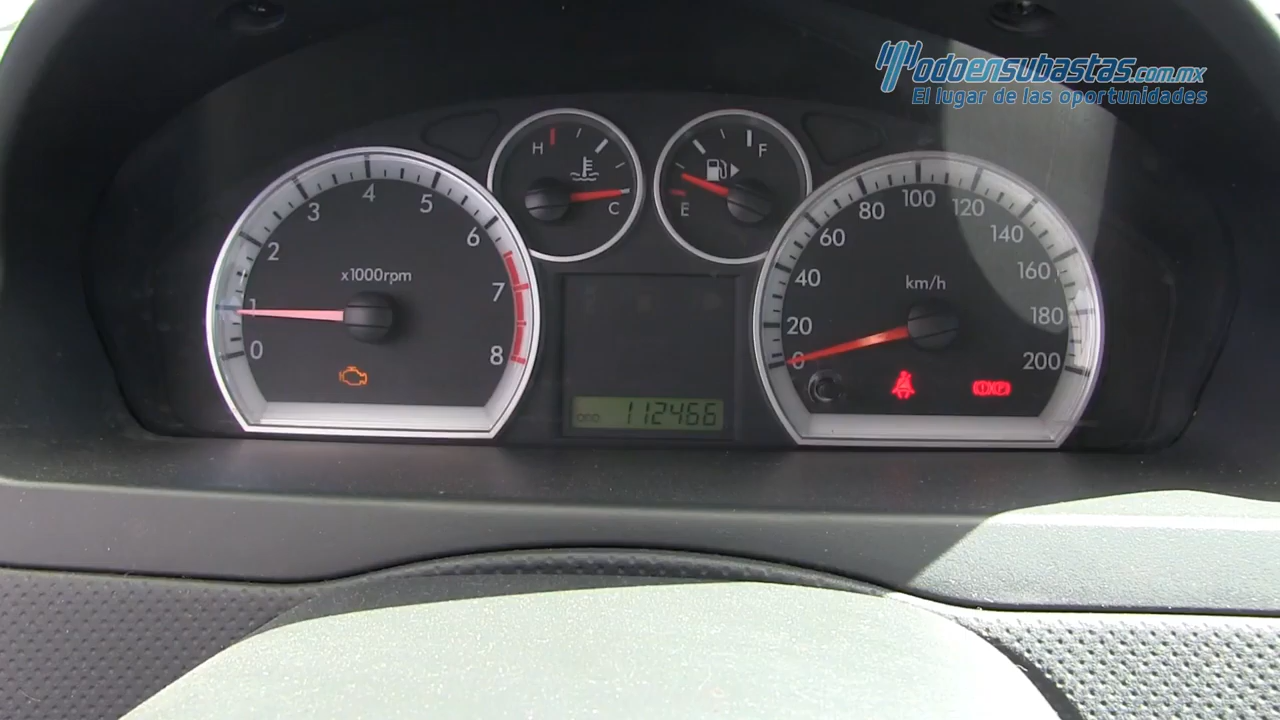 Todoensubastas.com.mx
El lugar de las oportunidades
H
C
F
E
0
1
2
3
4
5
6
7
8
x1000rpm
0
20
40
60
80
100
120
140
160
180
200
km/h
ODO 112466